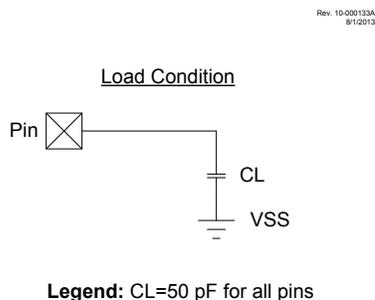 Rev. 10-000133A
8/1/2013
Load Condition
Pin
CL
VSS
Legend: CL=50 pF for all pins